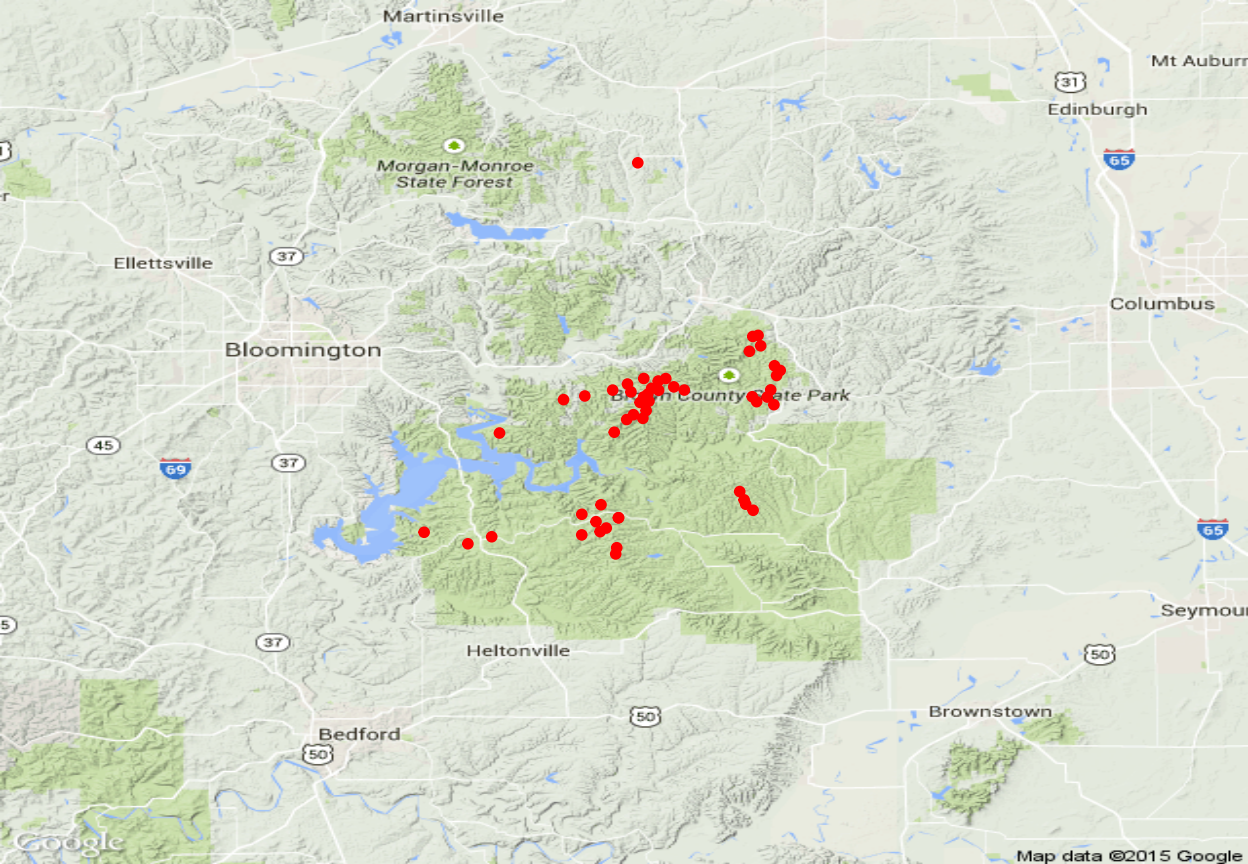 Martinsville
Mt Auburn
31
Edinburgh
65
Morgan-Monroe
State Forest
37
Ellettsville
Columbus
Bloomington
Brown County State Park
45
69
37
65
Seymour
5
37
Heltonville
50
50
Brownstown
Bedford
50
Google
Map data ©2015 Google